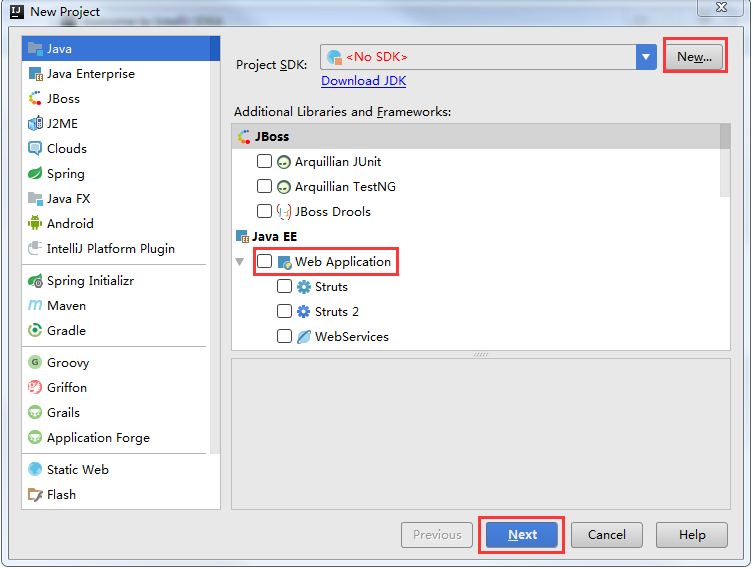 New Project
Java
Java Enterprise
JBoss
J2ME
Clouds
Spring
Java FX
Android
IntelliJ Platform Plugin
Spring Initializr
Maven
Gradle
Groovy
Griffon
Grails
Application Forge
Static Web
Flash
Project SDK: <No SDK> New...
Download JDK
Additional Libraries and Frameworks:
JBoss
Arquillian JUnit
Arquillian TestNG
JBoss Drools
Java EE
Web Application
Struts
Struts 2
WebServices
Previous Next Cancel Help